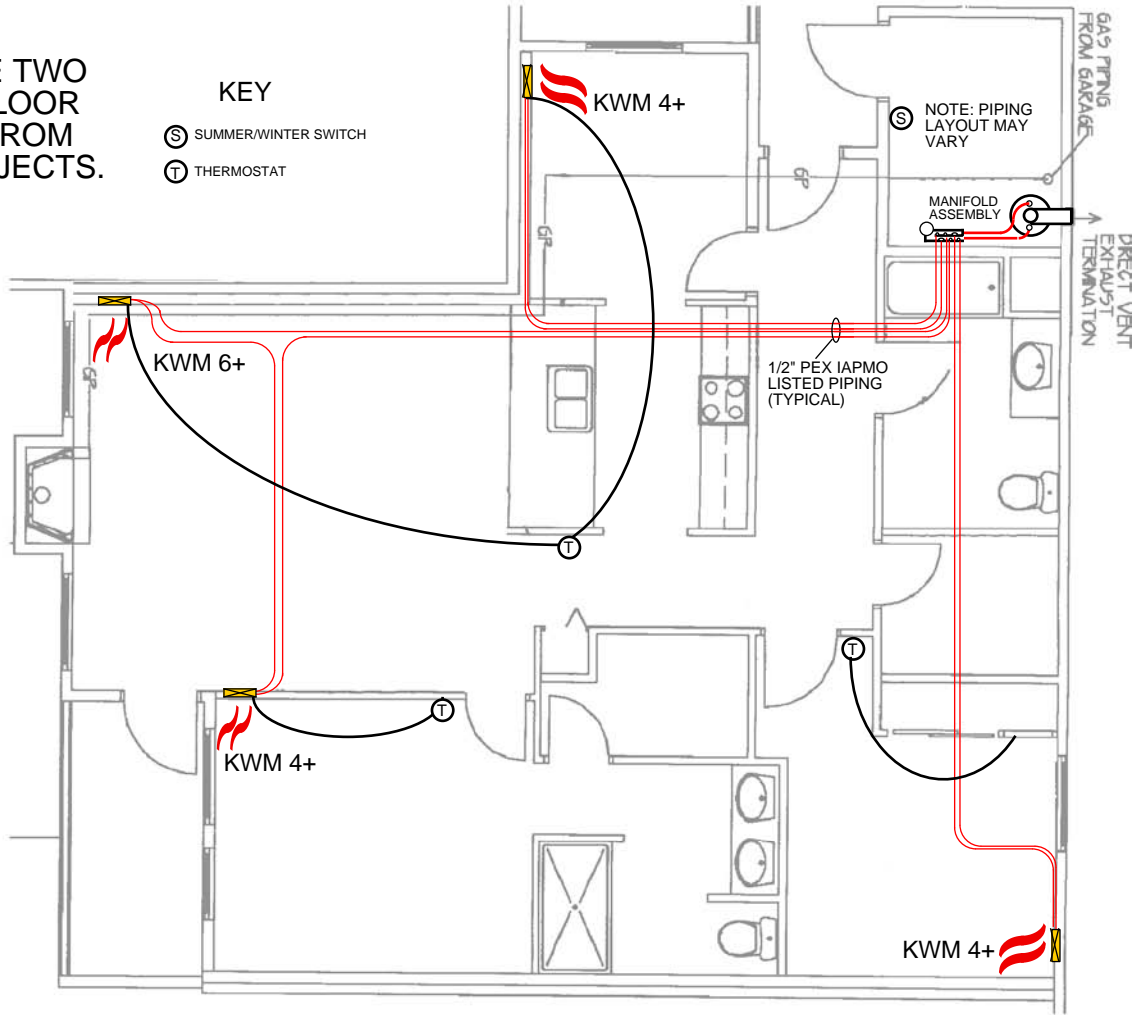 E TWO
LOOR
ROM
JECTS.
KEY
S SUMMER/WINTER SWITCH
T THERMOSTAT
KWM 4+
S
NOTE: PIPING
LAYOUT MAY
VARY
GAS PIPING
FROM GARAGE
GP
GP
MANIFOLD
ASSEMBLY
DIRECT VENT
EXHAUST
TERMINATION
KWM 6+
GP
1/2" PEX IAPMO
LISTED PIPING
(TYPICAL)
T
T
T
KWM 4+
KWM 4+